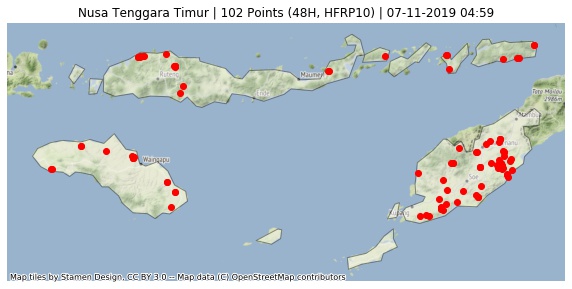 Nusa Tenggara Timur | 102 Points (48H, HFRP10) | 07-11-2019 04:59
Ruteng
Maumere
Ende
Waingapu
Soe
Kupang
Map tiles by Stamen Design, CC BY 3.0 -- Map data (C) OpenStreetMap contributors